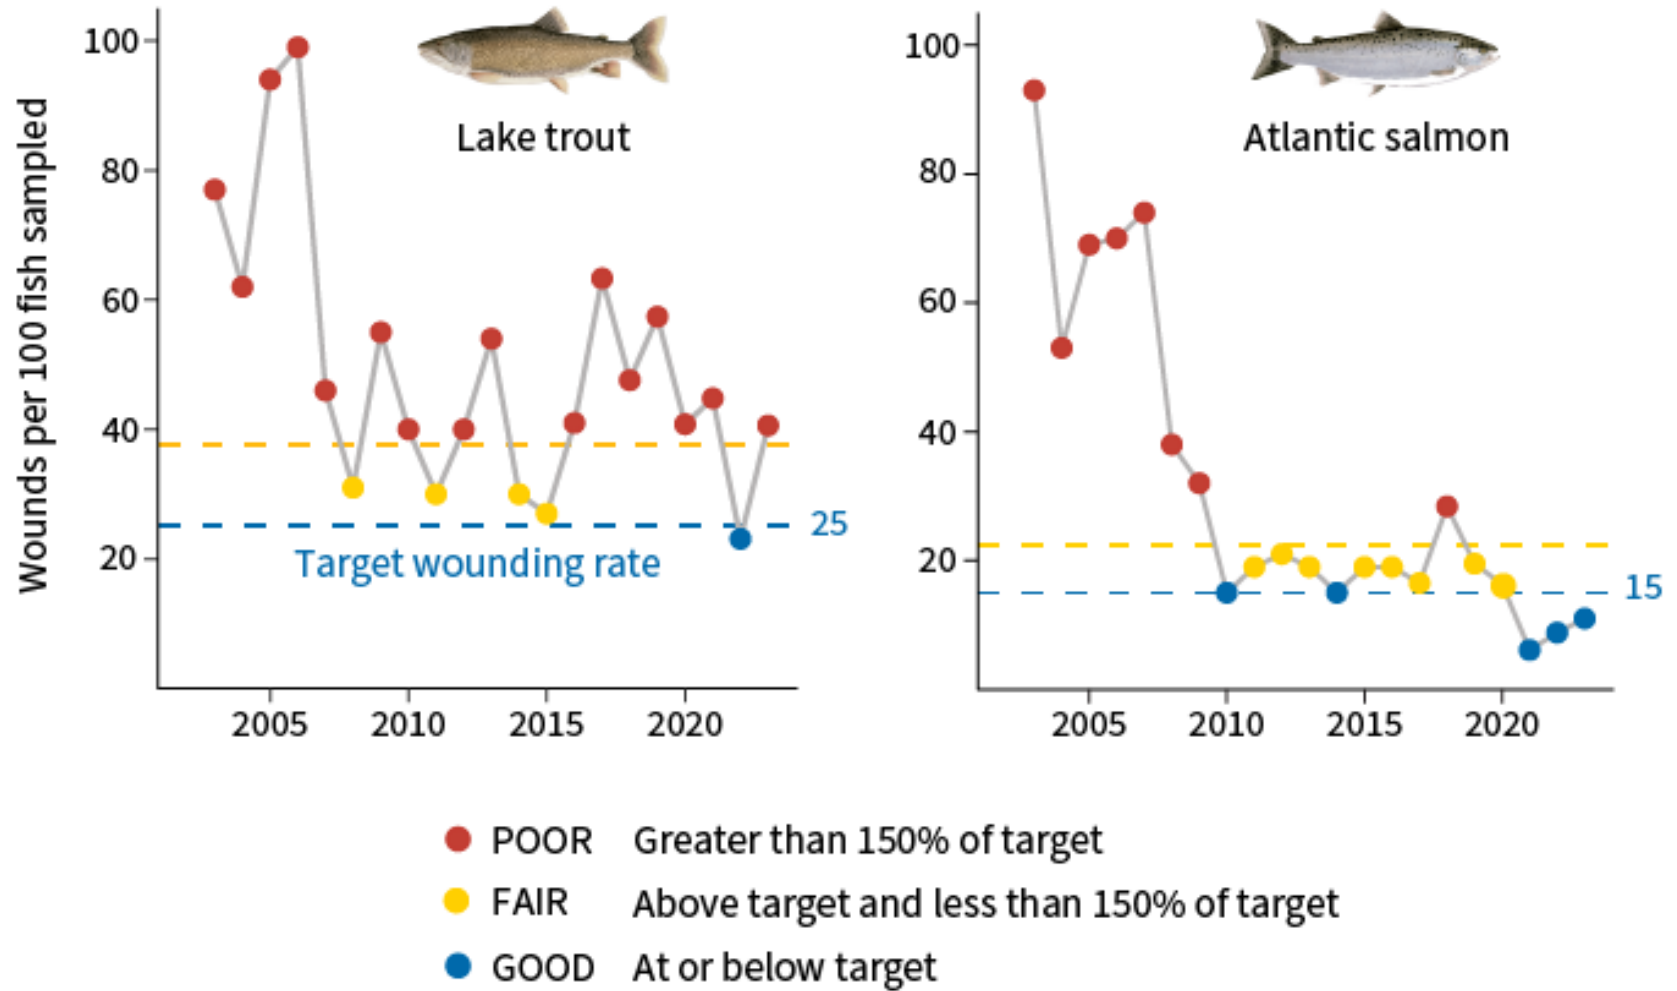 Wounds per 100 fish sampled
100
80
60
40
20
Lake trout
25
Target wounding rate
2005 2010 2015 2020
100
80
60
40
20
Atlantic salmon
15
2005 2010 2015 2020
POOR Greater than 150% of target
FAIR Above target and less than 150% of target
GOOD At or below target